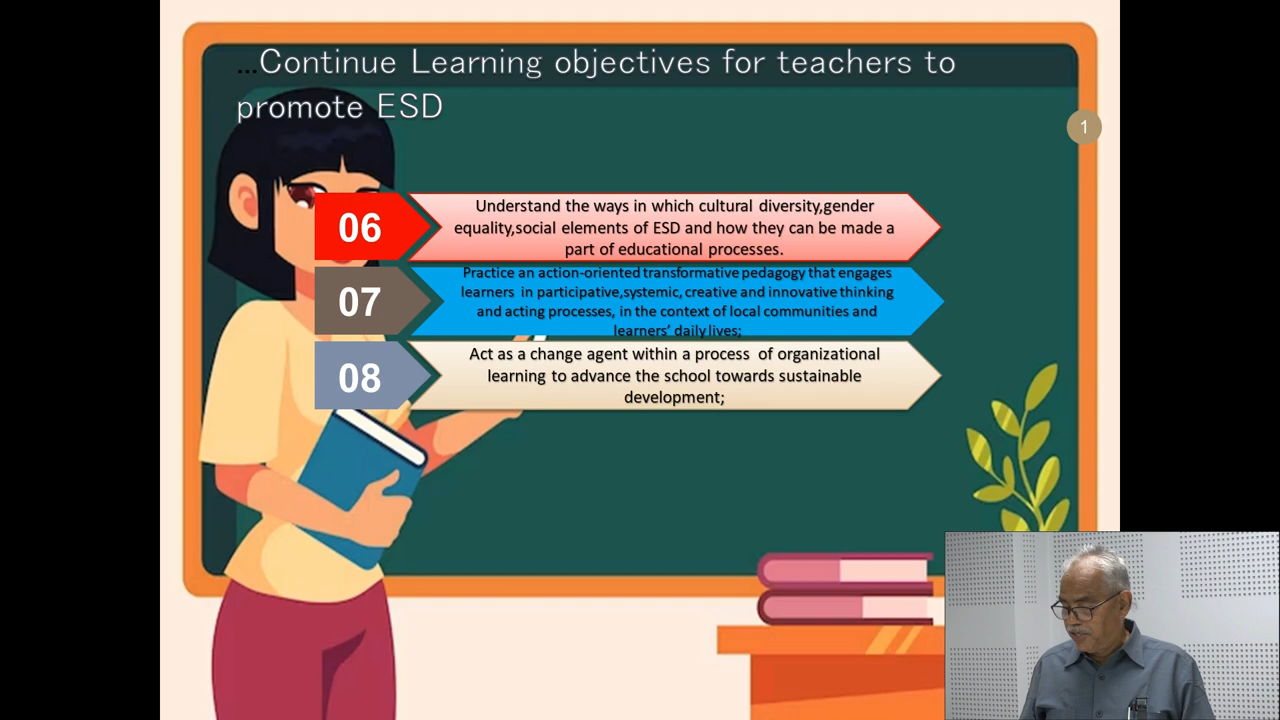 ...Continue Learning objectives for teachers to
promote ESD
1
06
Understand the ways in which cultural diversity,gender
equality,social elements of ESD and how they can be made a
part of educational processes.
07
Practice an action-oriented transformative pedagogy that engages
learners in participative,systemic, creative and innovative thinking
and acting processes, in the context of local communities and
learners’ daily lives;
08
Act as a change agent within a process of organizational
learning to advance the school towards sustainable
development;